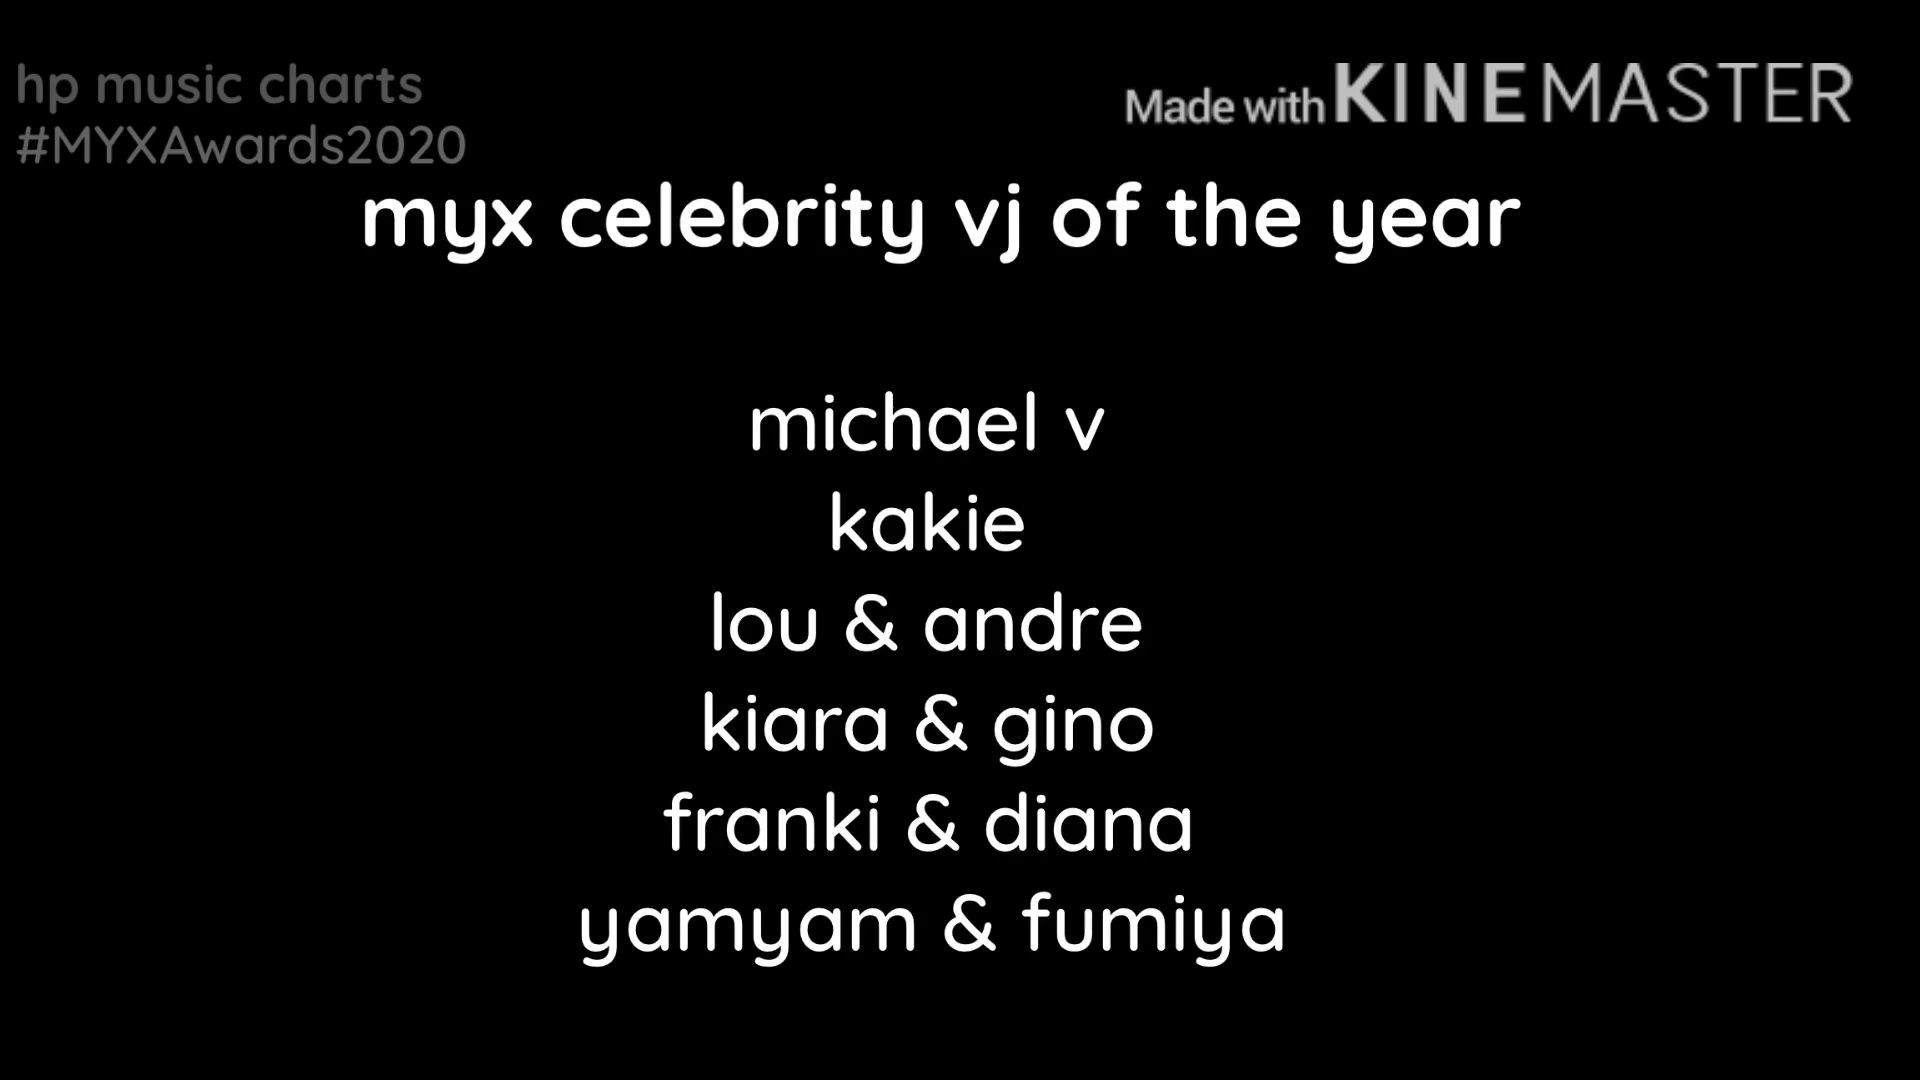 hp music charts
#MYXAwards2020
Made with KINEMASTER
myx celebrity vj of the year
michael v
kakie
lou & andre
kiara & gino
franki & diana
yamyam & fumiya